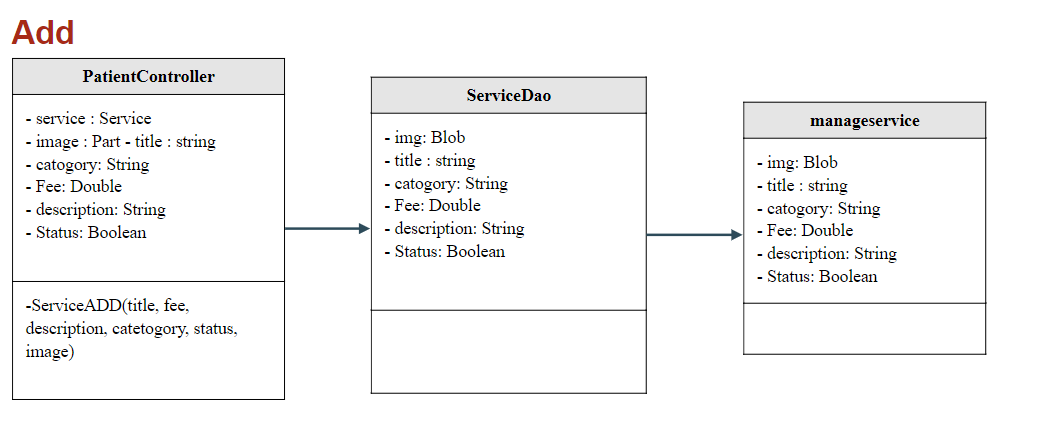 Add
PatientController
- service : Service
- image : Part - title : string
- catogory: String
- Fee: Double
- description: String
- Status: Boolean
-ServiceADD(title, fee,
description, catetogory, status,
image)
ServiceDao
- img: Blob
- title : string
- catogory: String
- Fee: Double
- description: String
- Status: Boolean
manageservice
- img: Blob
- title : string
- catogory: String
- Fee: Double
- description: String
- Status: Boolean